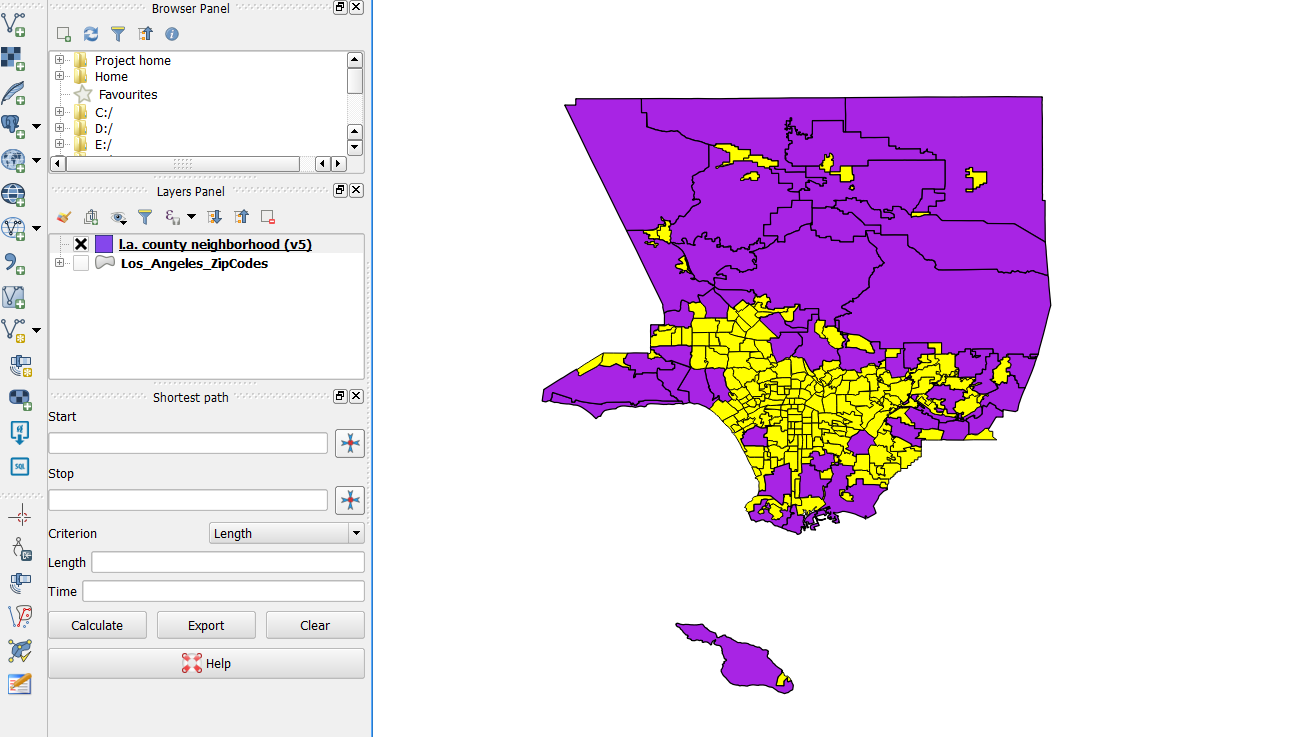 Browser Panel
Project home
Home
Favourites
C:/
D:/
E:/
Layers Panel
l.a. county neighborhood (v5)
Los_Angeles_ZipCodes
Shortest path
Start
Stop
Criterion Length
Length
Time
Calculate Export Clear
Help
SQL